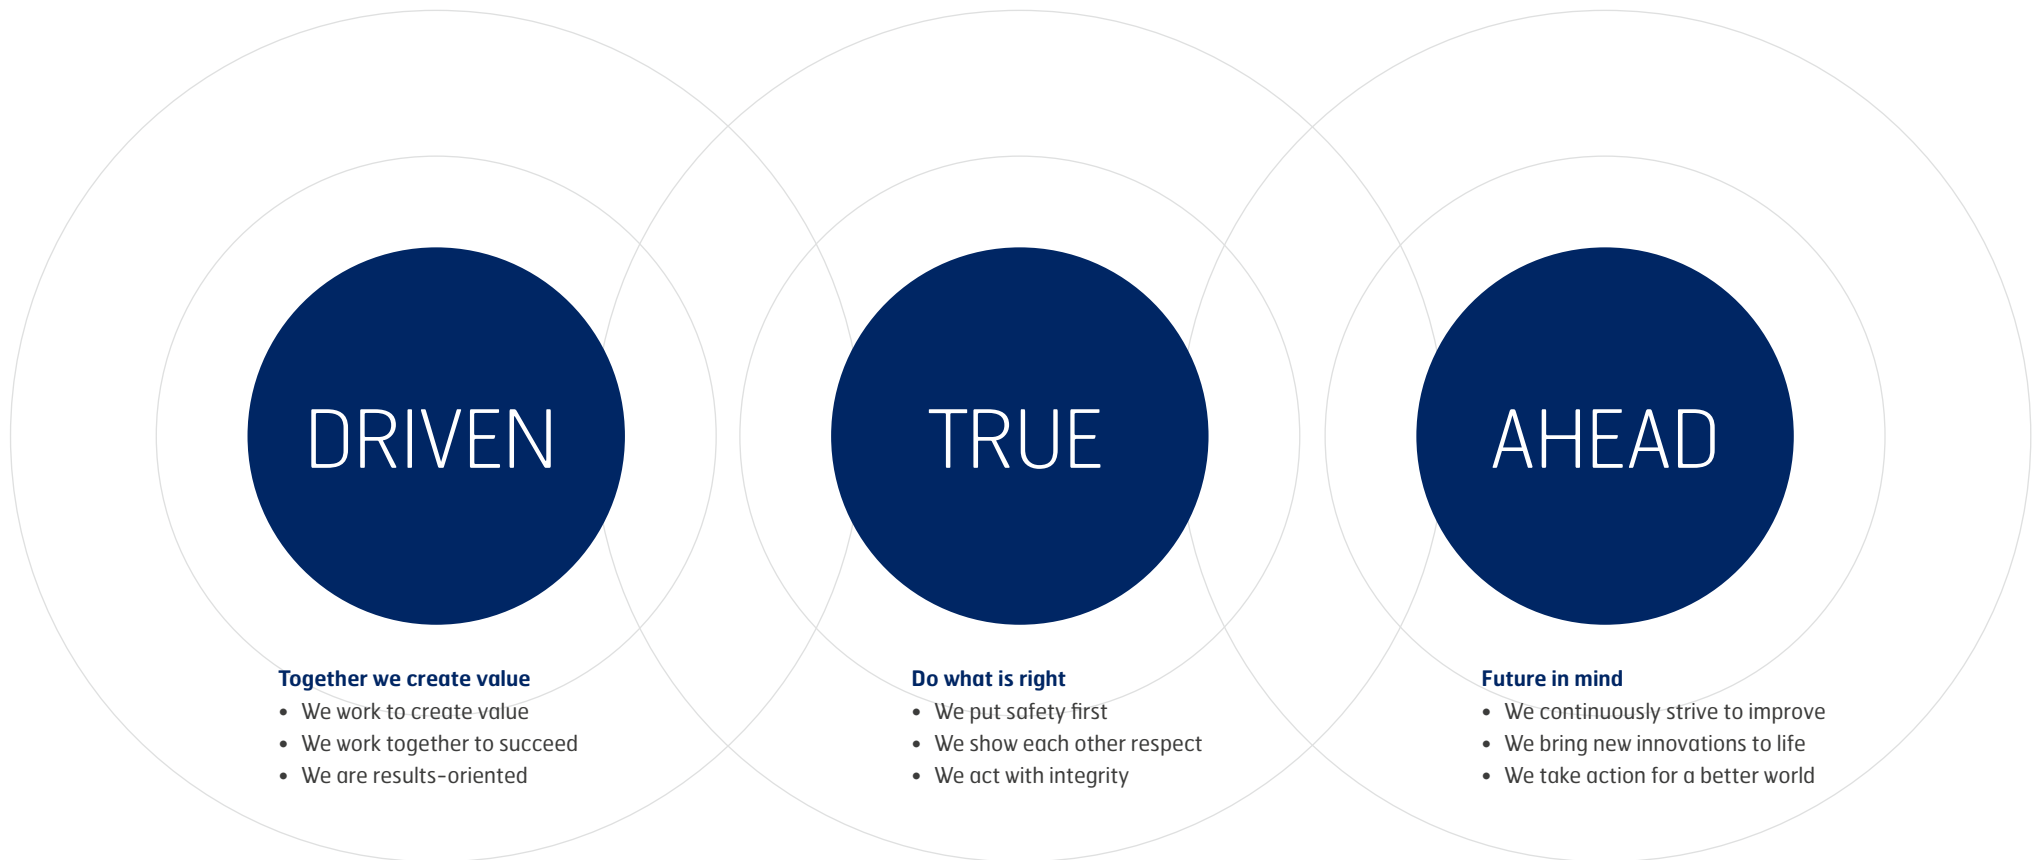 DRIVEN
Together we create value
• We work to create value
• We work together to succeed
• We are results-oriented
TRUE
Do what is right
• We put safety first
• We show each other respect
• We act with integrity
AHEAD
Future in mind
• We continuously strive to improve
• We bring new innovations to life
• We take action for a better world